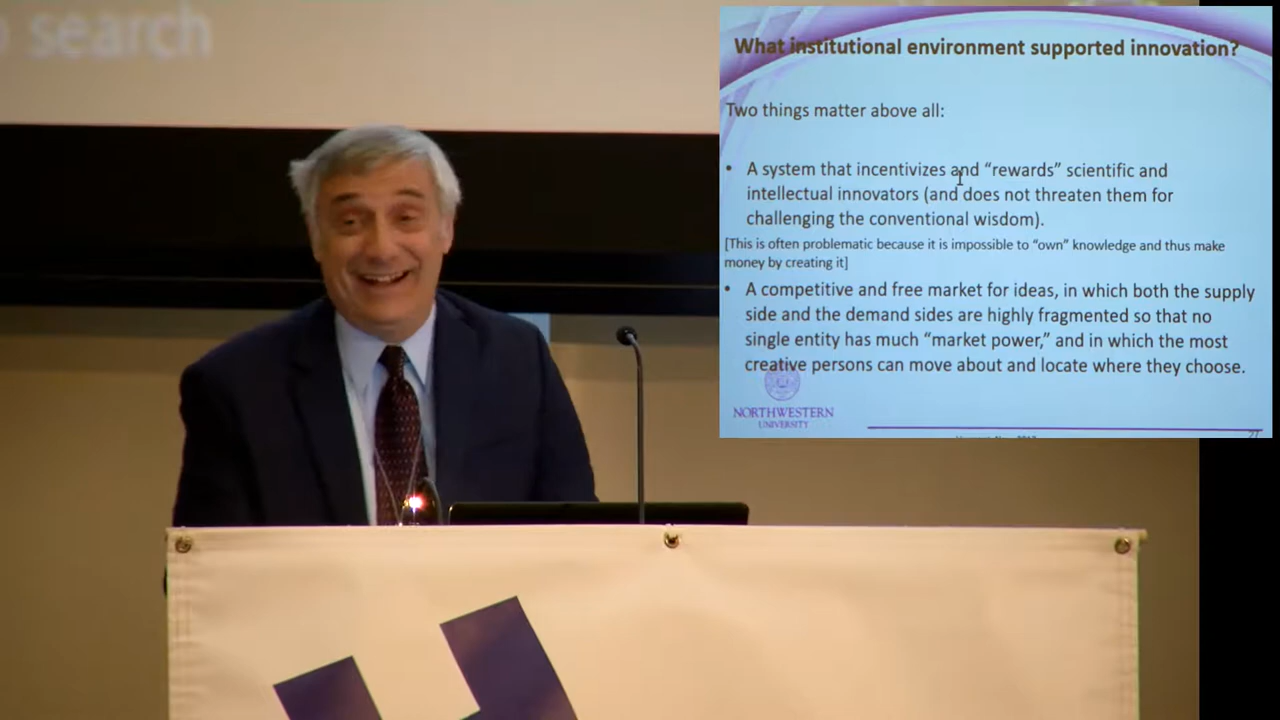 search
What institutional environment supported innovation?
Two things matter above all:
• A system that incentivizes and “rewards” scientific and
intellectual innovators (and does not threaten them for
challenging the conventional wisdom).
[This is often problematic because it is impossible to “own” knowledge and thus make
money by creating it]
• A competitive and free market for ideas, in which both the supply
side and the demand sides are highly fragmented so that no
single entity has much “market power,” and in which the most
creative persons can move about and locate where they choose.
NORTHWESTERN
UNIVERSITY